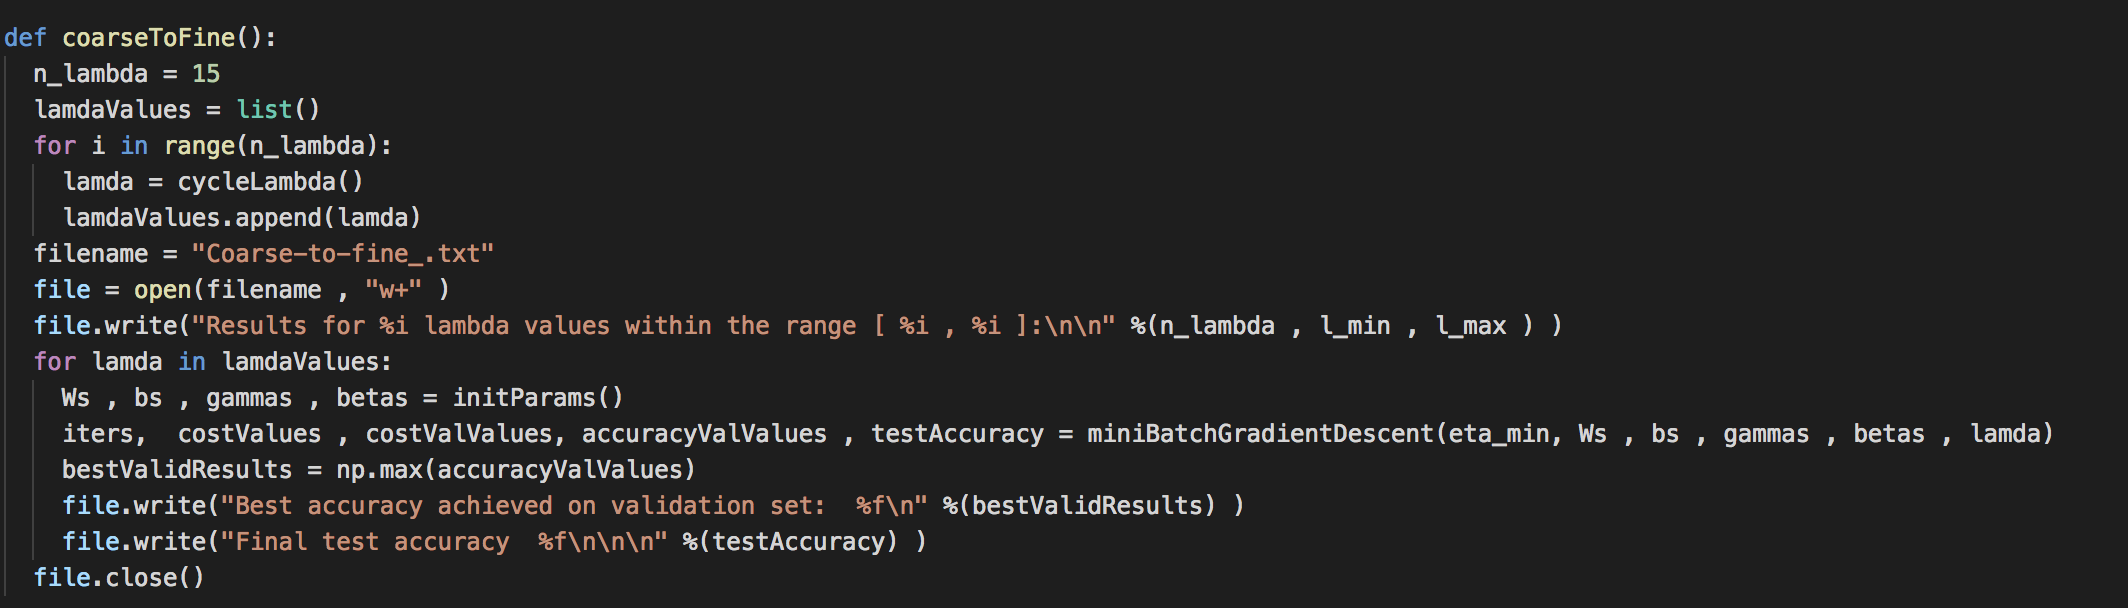 def coarseToFine():
  n_lambda = 15
  lamdaValues = list()
  for i in range(n_lambda):
    lamda = cycleLambda()
    lamdaValues.append(lamda)
  filename = "Coarse-to-fine_.txt"
  file = open(filename , "w+" )
  file.write("Results for %i lambda values within the range [ %i , %i ]:\n\n" %(n_lambda , l_min , l_max ) )
  for lamda in lamdaValues:
    Ws , bs , gammas , betas = initParams()
    iters,  costValues , costValValues, accuracyValValues , testAccuracy = miniBatchGradientDescent(eta_min, Ws , bs , gammas , betas , lamda)
    bestValidResults = np.max(accuracyValValues)
    file.write("Best accuracy achieved on validation set:  %f\n" %(bestValidResults) )
    file.write("Final test accuracy  %f\n\n\n" %(testAccuracy) )
  file.close()